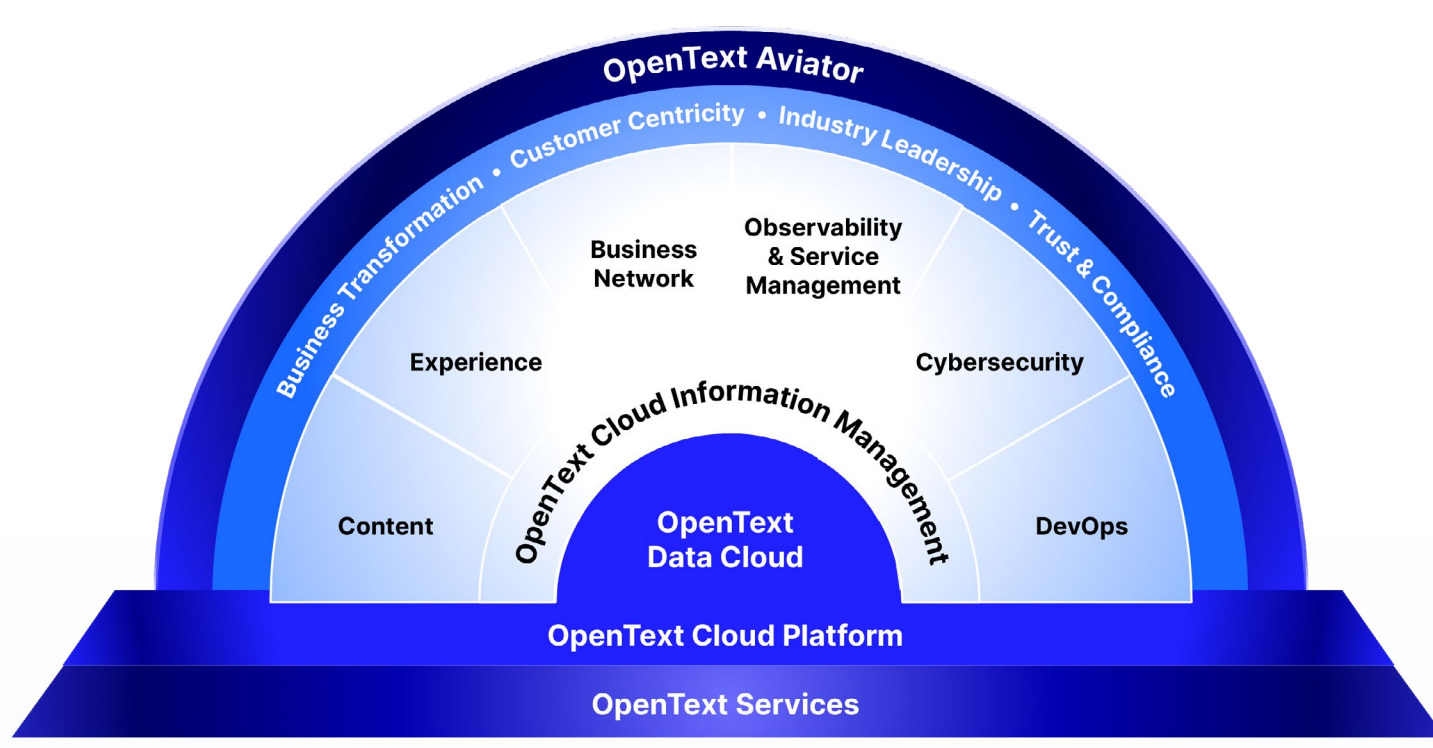 OpenText Aviator
Business Transformation • Customer Centricity • Industry Leadership • Trust & Compliance
Content
Experience
Business
Network
Observability
& Service
Management
Cybersecurity
DevOps
OpenText Cloud Information Management
OpenText
Data Cloud
OpenText Cloud Platform
OpenText Services